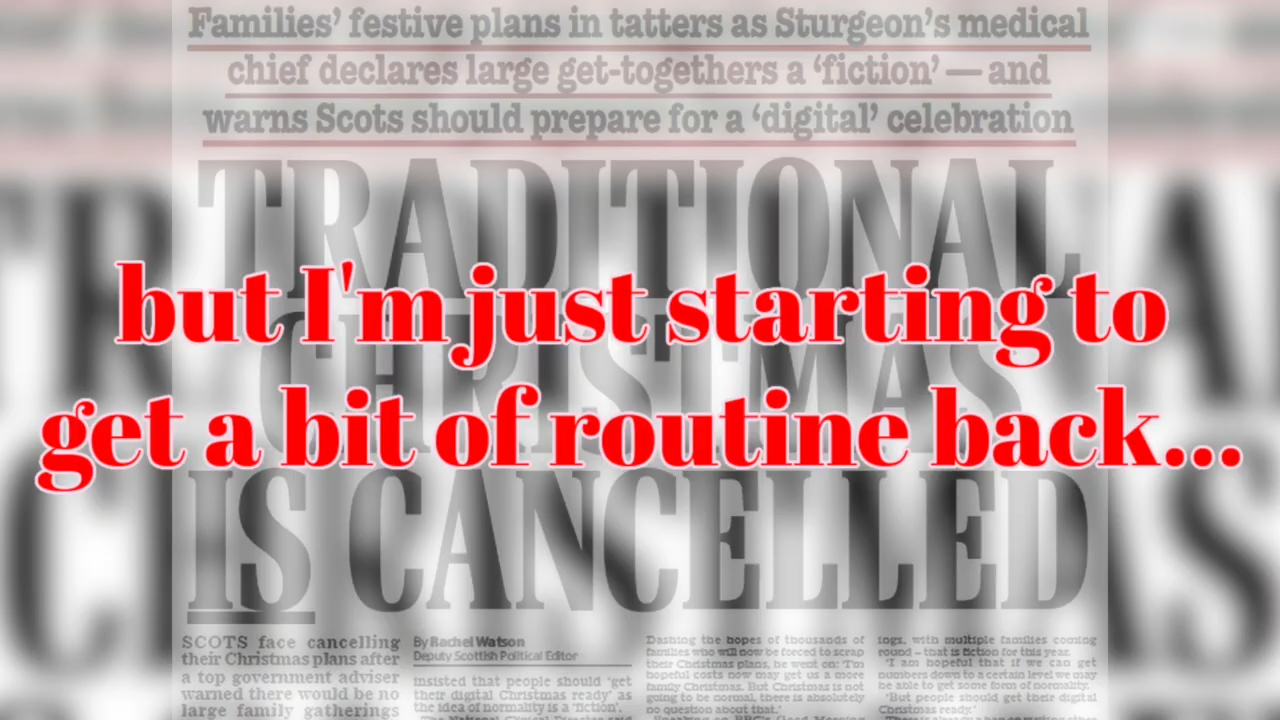 Families’ festive plans in tatters as Sturgeon’s medical
chief declares large get-togethers a ‘fiction’ — and
warns Scots should prepare for a ‘digital’ celebration
TRADITIONAL
CHRISTMAS
IS CANCELLED
but I'm just starting to
get a bit of routine back...
SCOTS face cancelling
their Christmas plans after
a top government adviser
warned there would be no
large family gatherings
By Rachel Watson
Deputy Scottish Political Editor
insisted that people should ‘get
their digital Christmas ready’ as
the idea of normality is a ‘fiction’.
Dashing the hopes of thousands of
families who will now be forced to scrap
their Christmas plans, he went on: ‘I’m
hopeful costs now may get us a more
family Christmas. But Christmas is not
going to be normal, there is absolutely
no question about that.’
ings, with multiple families coming
round – that is fiction for this year.
‘I am hopeful that if we can get
numbers down to a certain level we may
be able to get some form of normality.
‘But people should get their digital
Christmas ready.’